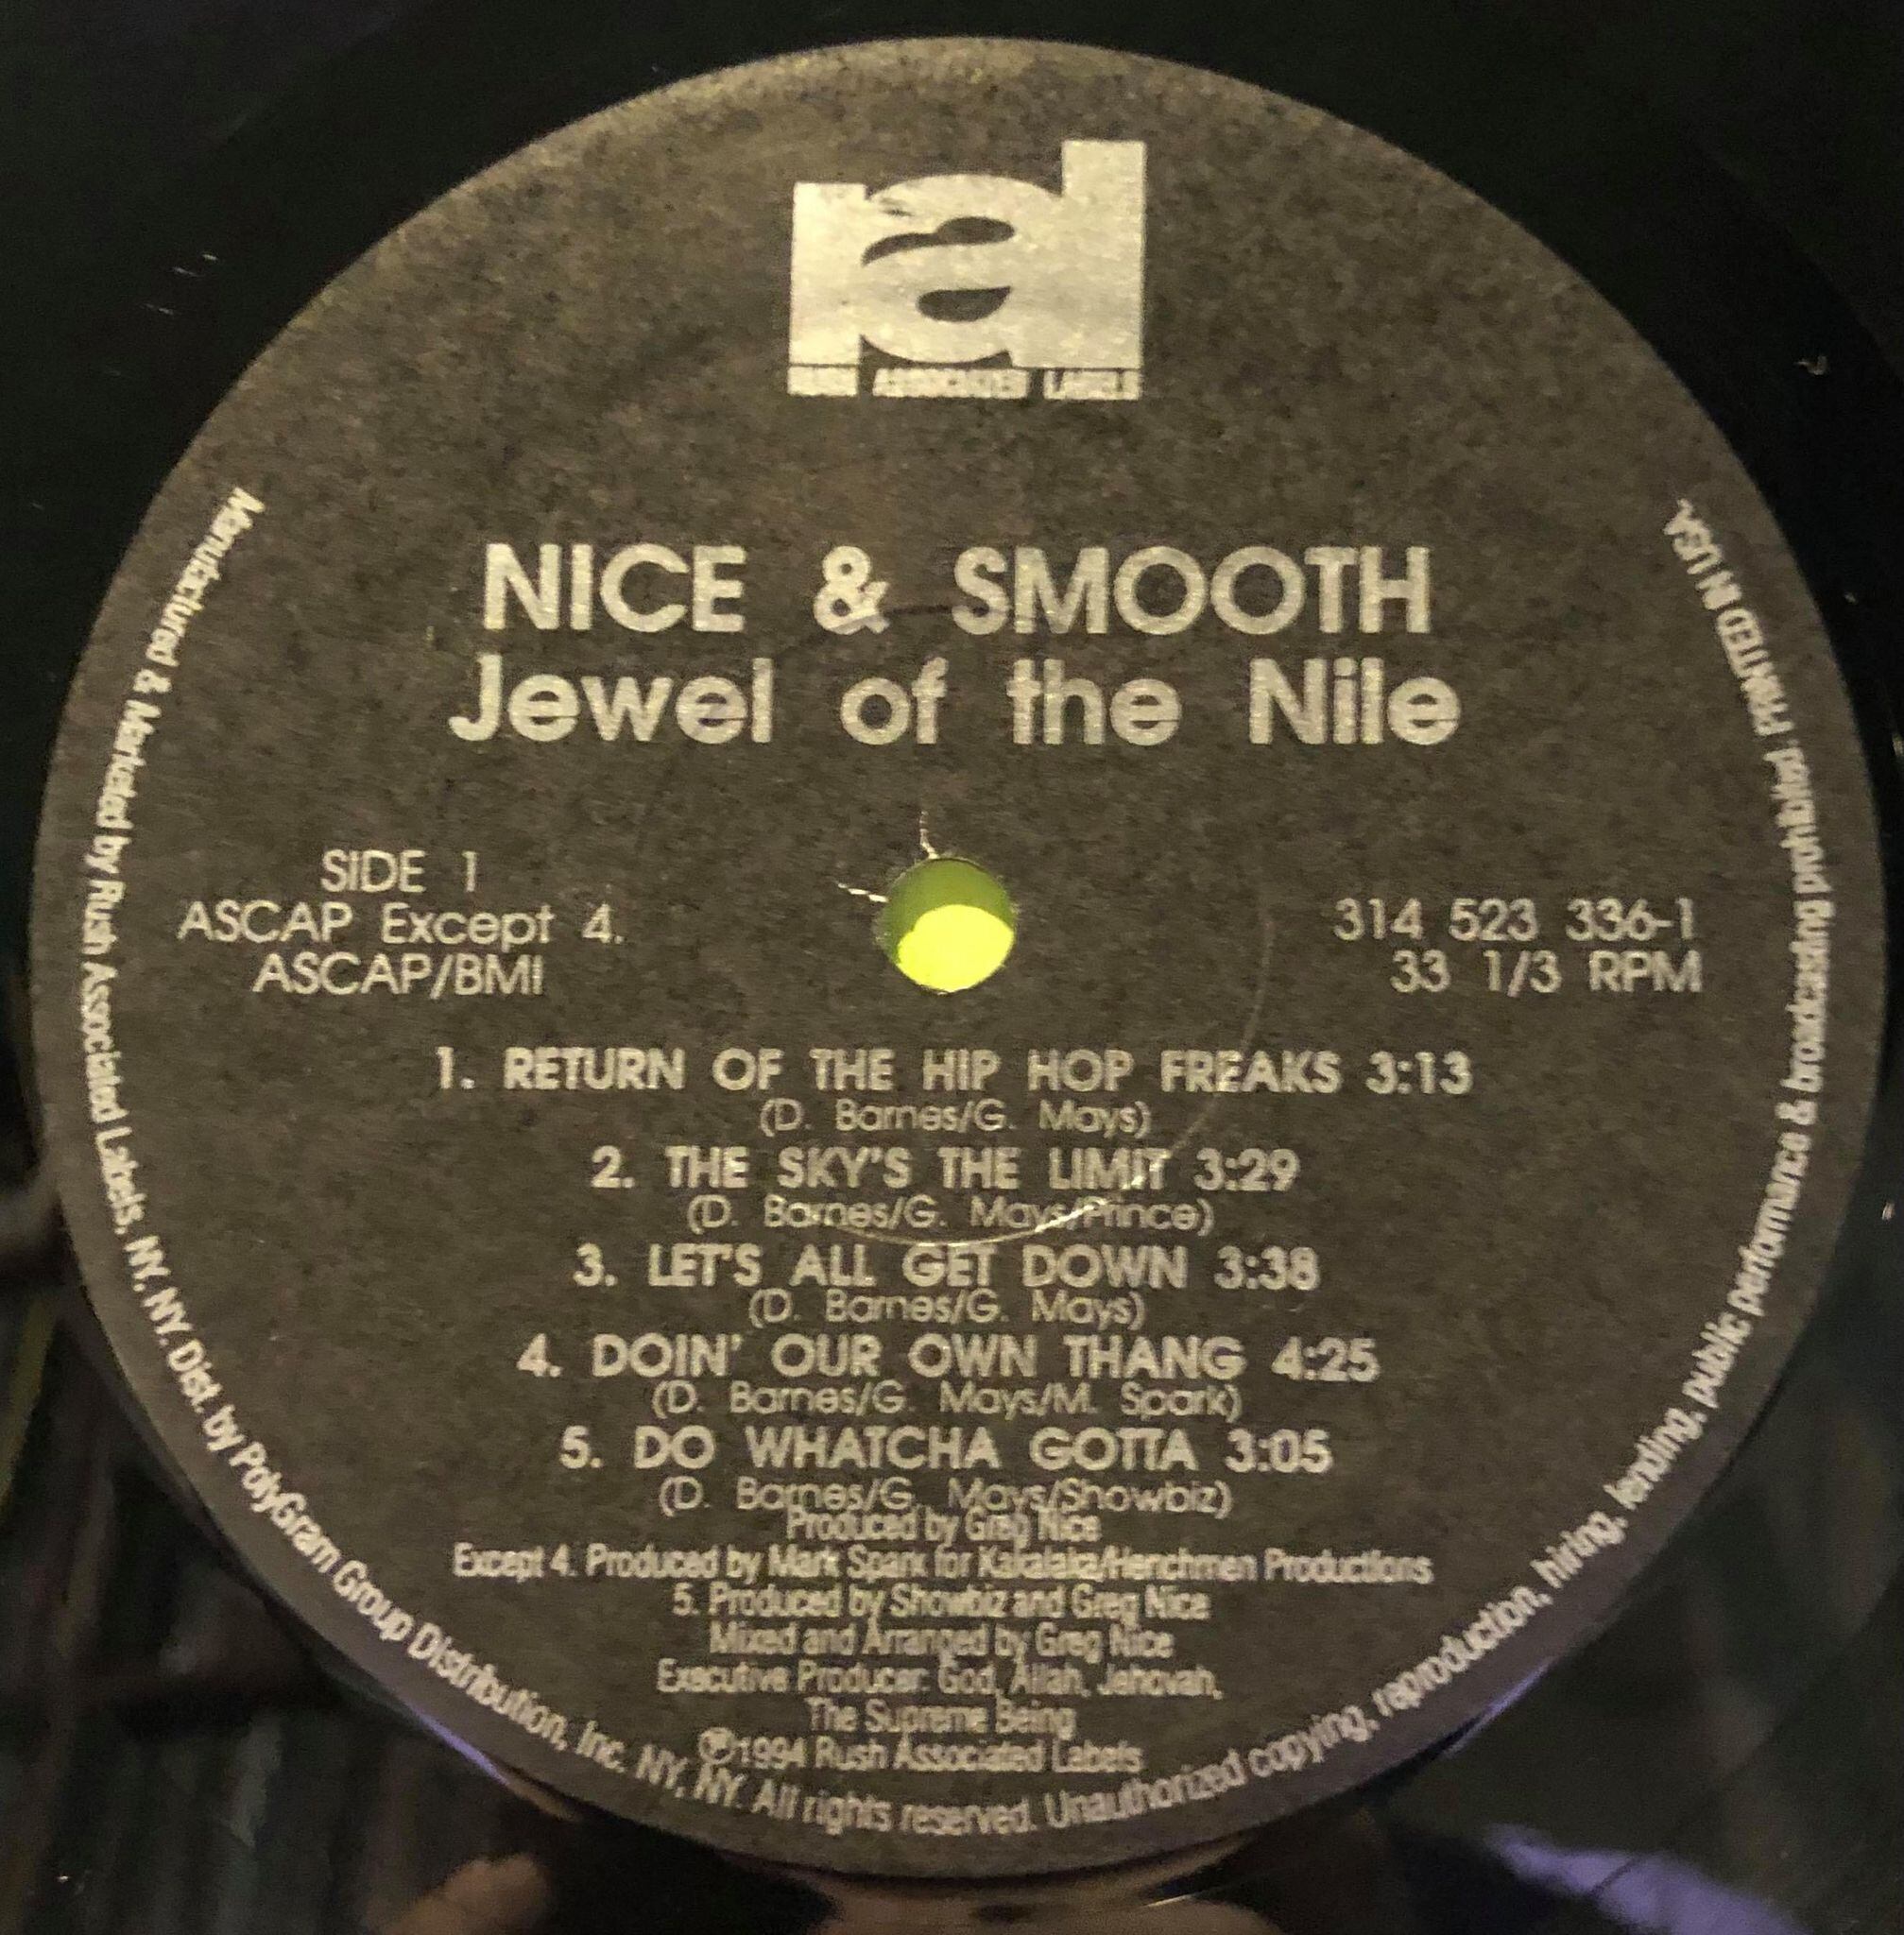 ral
RUSH ASSOCIATED LABELS
NICE & SMOOTH
Jewel of the Nile
SIDE 1
ASCAP Except 4.
ASCAP/BMI
314 523 336-1
33 1/3 RPM
1. RETURN OF THE HIP HOP FREAKS 3:13
(D. Barnes/G. Mays)
2. THE SKY'S THE LIMIT 3:29
(D. Barnes/G. Mays/Prince)
3. LET'S ALL GET DOWN 3:38
(D. Barnes/G. Mays)
4. DOIN' OUR OWN THANG 4:25
(D. Barnes/G. Mays/M. Spark)
5. DO WHATCHA GOTTA 3:05
(D. Barnes/G. Mays/Showbiz)
Produced by Greg Nice
Except 4. Produced by Mark Spark for Kakalaka/Henchmen Productions
5. Produced by Showbiz and Greg Nice
Mixed and Arranged by Greg Nice
Executive Producer: God, Allah, Jehovah,
The Supreme Being
℗1994 Rush Associated Labels
Manufactured & Marketed by Rush Associated Labels, NY, NY. Dist. by PolyGram Group Distribution, Inc. NY, NY. All rights reserved. Unauthorized copying, reproduction, hiring, lending, public performance & broadcasting prohibited. PRINTED IN USA.